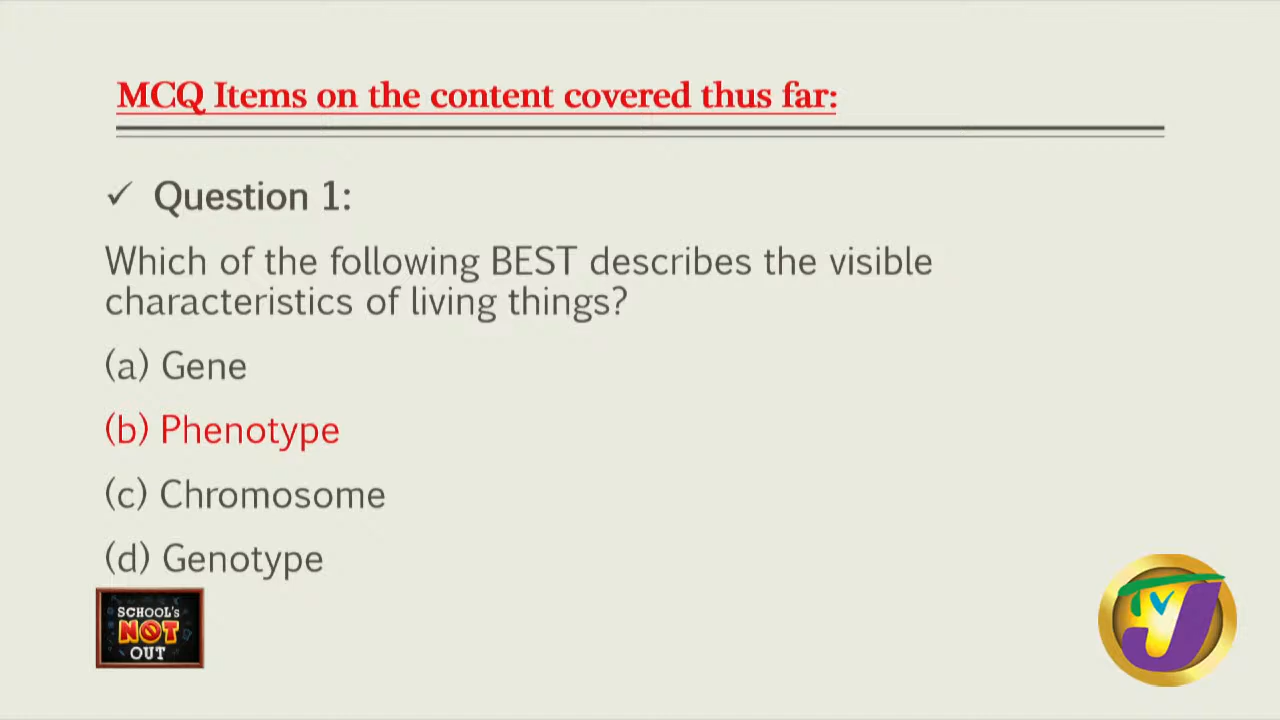 MCQ Items on the content covered thus far:
✓ Question 1:
Which of the following BEST describes the visible
characteristics of living things?
(a) Gene
(b) Phenotype
(c) Chromosome
(d) Genotype
SCHOOL's
NOT
OUT
TVJ